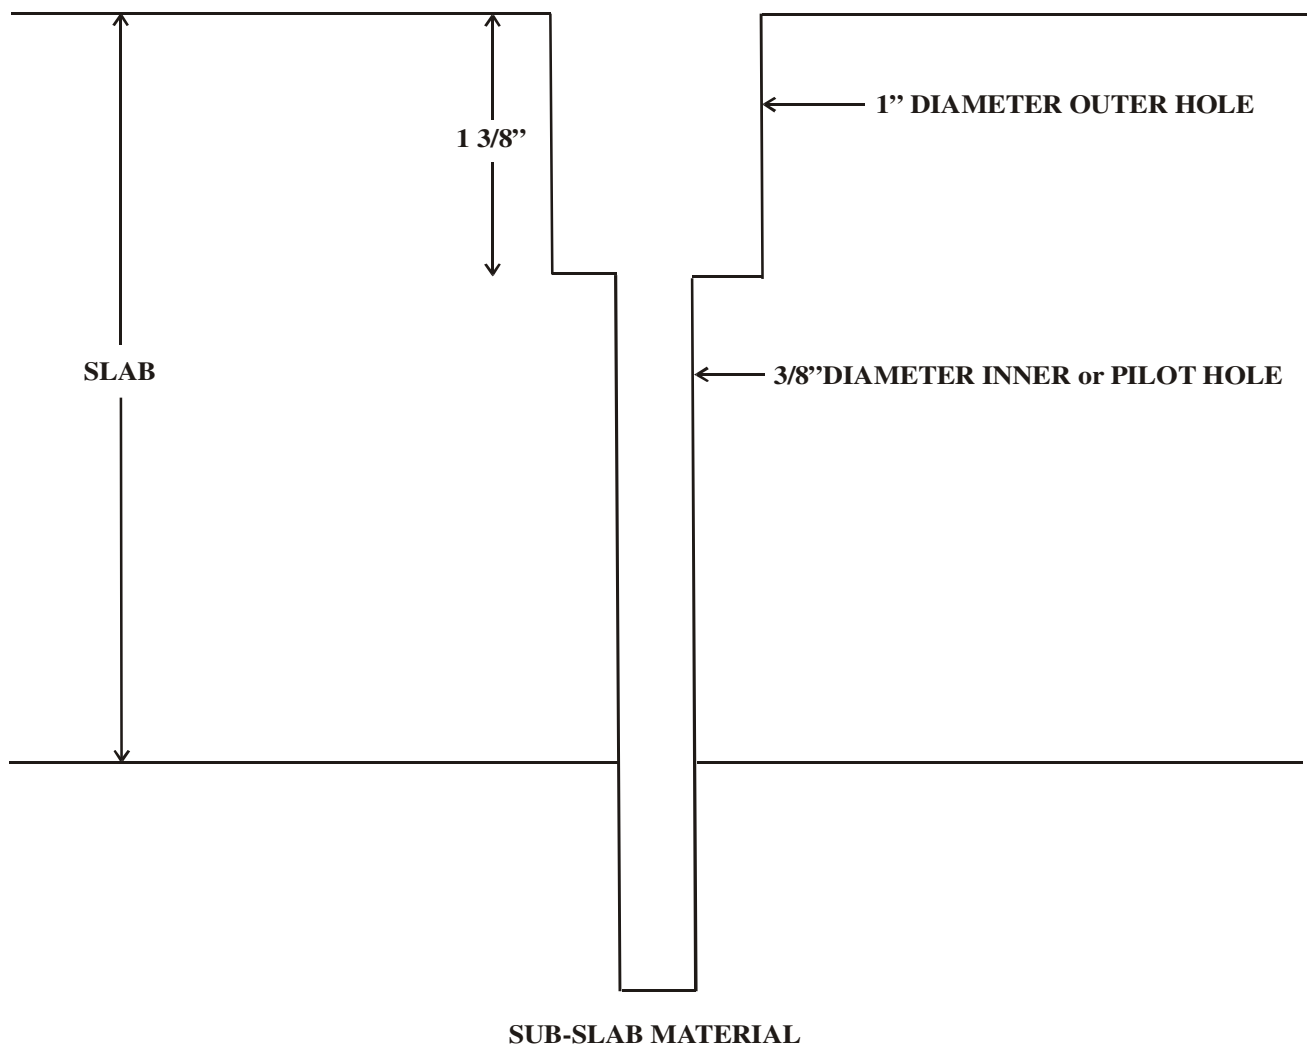 1” DIAMETER OUTER HOLE
1 3/8”
SLAB
3/8”DIAMETER INNER or PILOT HOLE
SUB-SLAB MATERIAL